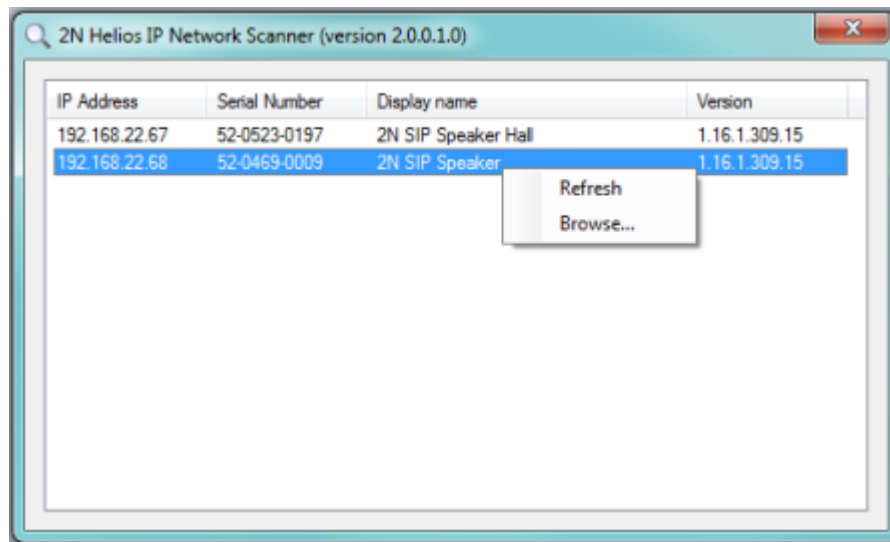 2N Helios IP Network Scanner (version 2.0.0.1.0)
IP Address Serial Number Display name Version
192.168.22.67 52-0523-0197 2N SIP Speaker Hall 1.16.1.309.15
192.168.22.68 52-0469-0009 2N SIP Speaker 1.16.1.309.15
Refresh
Browse...